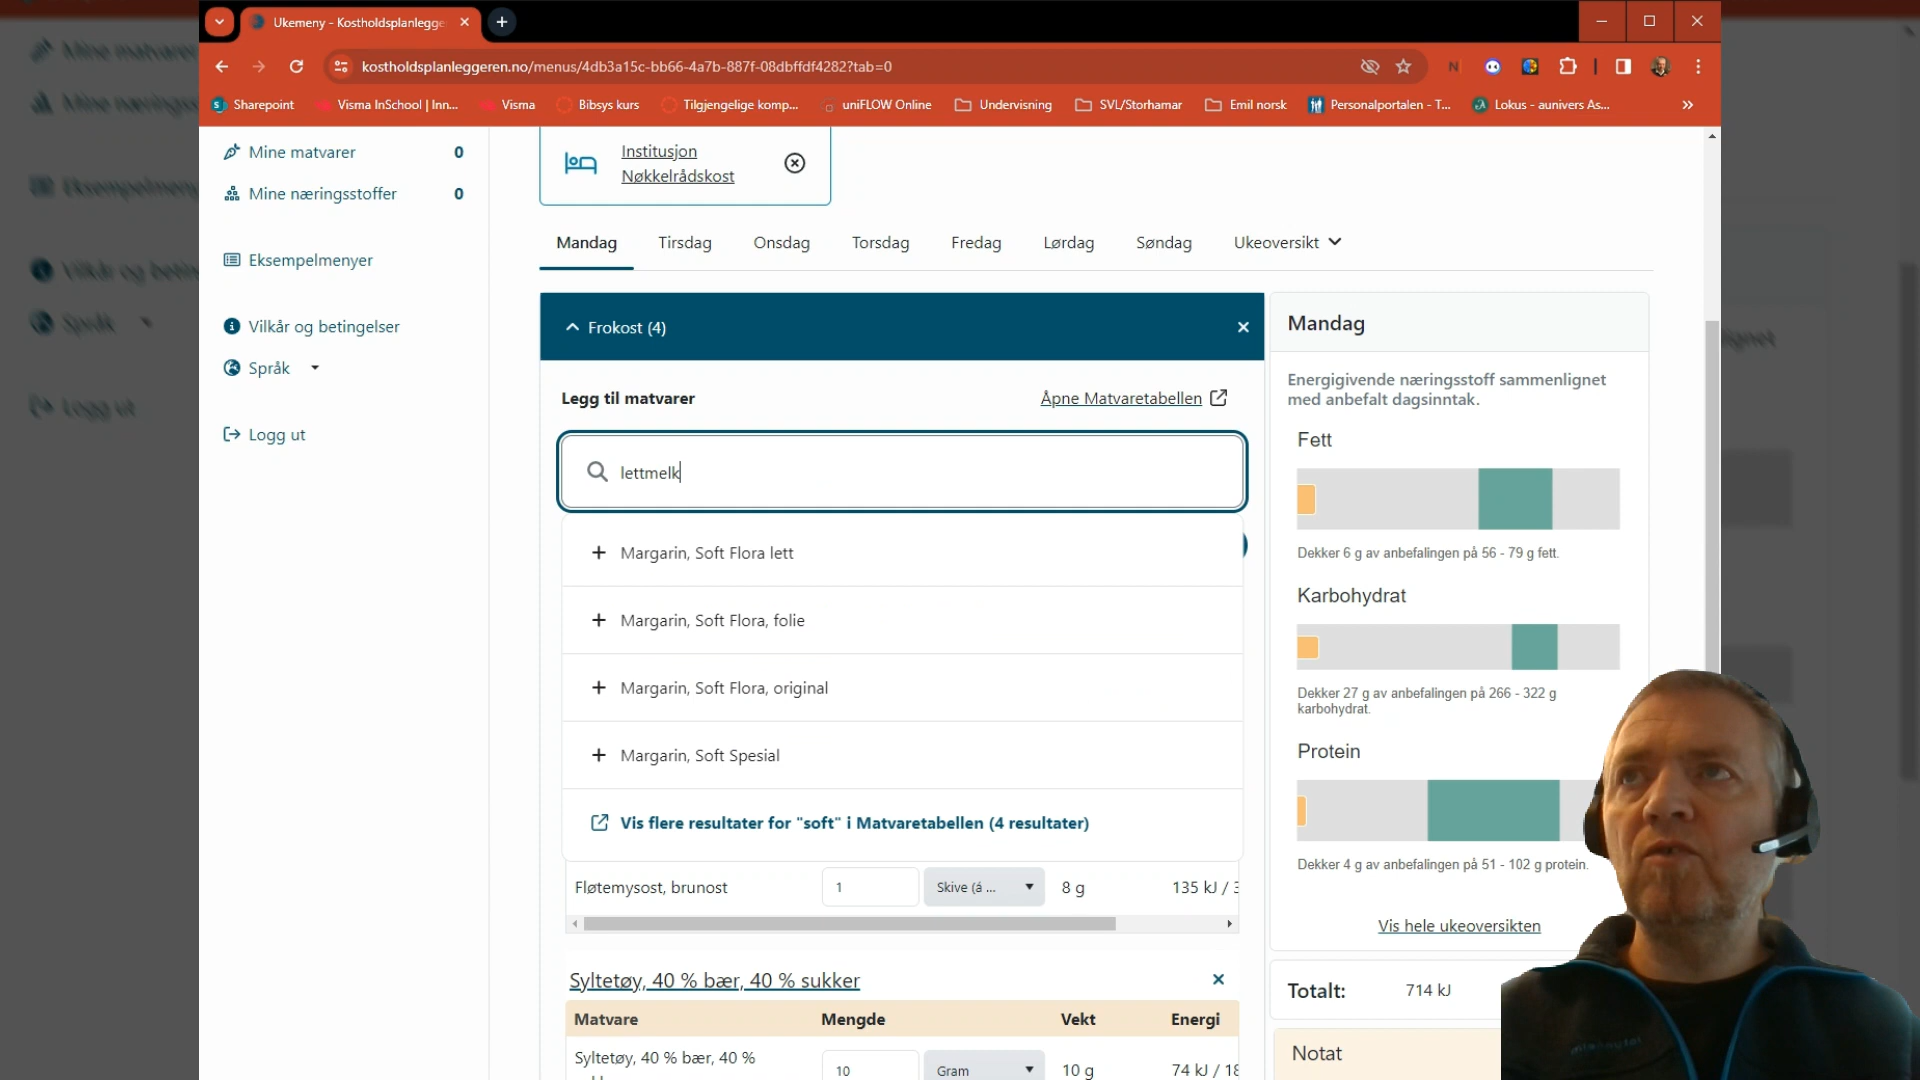 Ukemeny - Kostholdsplanlegge
kostholdsplanleggeren.no/menus/4db3a15c-bb66-4a7b-887f-08dbffdf4282?tab=0
Sharepoint
Visma InSchool | Inn...
Visma
Bibsys kurs
Tilgjengelige komp...
uniFLOW Online
Undervisning
SVL/Storhamar
Emil norsk
Personalportalen - T...
Lokus - aunivers As...
Mine matvarer 0
Mine næringsstoffer 0
Eksempelmenyer
Vilkår og betingelser
Språk
Logg ut
Institusjon
Nøkkelrådskost
Mandag Tirsdag Onsdag Torsdag Fredag Lørdag Søndag Ukeoversikt
Frokost (4)
Legg til matvarer
Åpne Matvaretabellen
lettmelk
Margarin, Soft Flora lett
Margarin, Soft Flora, folie
Margarin, Soft Flora, original
Margarin, Soft Spesial
Vis flere resultater for "soft" i Matvaretabellen (4 resultater)
Fløtemysost, brunost 1 Skive (á ... 8 g 135 kJ / 3
Syltetøy, 40 % bær, 40 % sukker
Matvare Mengde Vekt Energi
Syltetøy, 40 % bær, 40 %
10 Gram 10 g 74 kJ / 18
Mandag
Energigivende næringsstoff sammenlignet
med anbefalt dagsinntak.
Fett
Dekker 6 g av anbefalingen på 56 - 79 g fett.
Karbohydrat
Dekker 27 g av anbefalingen på 266 - 322 g
karbohydrat.
Protein
Dekker 4 g av anbefalingen på 51 - 102 g protein.
Vis hele ukeoversikten
Totalt: 714 kJ
Notat